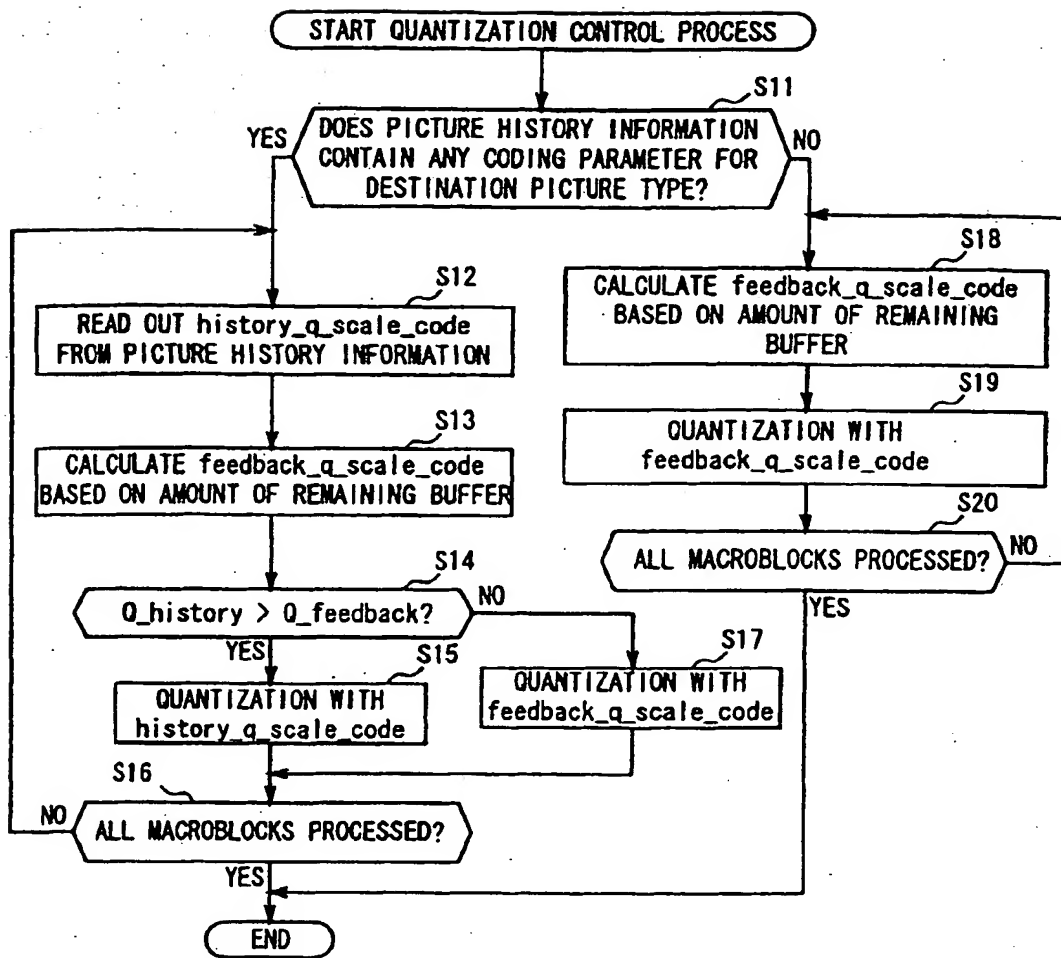 START QUANTIZATION CONTROL PROCESS
S11
YES
DOES PICTURE HISTORY INFORMATION
CONTAIN ANY CODING PARAMETER FOR
DESTINATION PICTURE TYPE?
NO
S12
READ OUT history_q_scale_code
FROM PICTURE HISTORY INFORMATION
S13
CALCULATE feedback_q_scale_code
BASED ON AMOUNT OF REMAINING BUFFER
S14
Q_history > Q_feedback?
NO
YES
S15
QUANTIZATION WITH
history_q_scale_code
S17
QUANTIZATION WITH
feedback_q_scale_code
S16
NO
ALL MACROBLOCKS PROCESSED?
YES
S18
CALCULATE feedback_q_scale_code
BASED ON AMOUNT OF REMAINING
BUFFER
S19
QUANTIZATION WITH
feedback_q_scale_code
S20
ALL MACROBLOCKS PROCESSED?
NO
YES
END